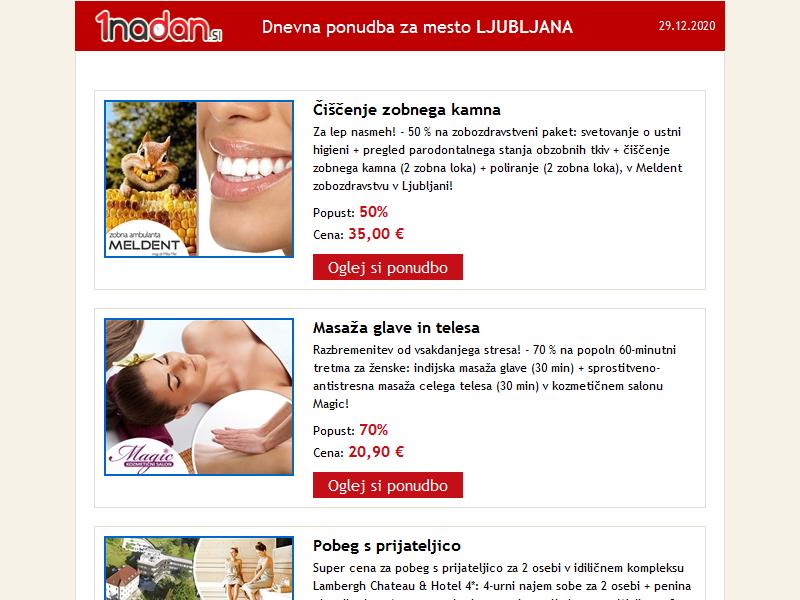 1nadan.si
Dnevna ponudba za mesto LJUBLJANA
29.12.2020
Čiščenje zobnega kamna
Za lep nasmeh! - 50 % na zobozdravstveni paket: svetovanje o ustni
higieni + pregled parodontalnega stanja obzobnih tkiv + čiščenje
zobnega kamna (2 zobna loka) + poliranje (2 zobna loka), v Meldent
zobozdravstvu v Ljubljani!
Popust: 50%
Cena: 35,00 €
Oglej si ponudbo
zobna ambulanta
MELDENT
Masaža glave in telesa
Razbremenitev od vsakdanjega stresa! - 70 % na popoln 60-minutni
tretma za ženske: indijska masaža glave (30 min) + sprostitveno-
antistresna masaža celega telesa (30 min) v kozmetičnem salonu
Magic!
Popust: 70%
Cena: 20,90 €
Oglej si ponudbo
Magic
KOZMETIČNI SALON
Pobeg s prijateljico
Super cena za pobeg s prijateljico za 2 osebi v idiličnem kompleksu
Lambergh Chateau & Hotel 4*: 4-urni najem sobe za 2 osebi + penina